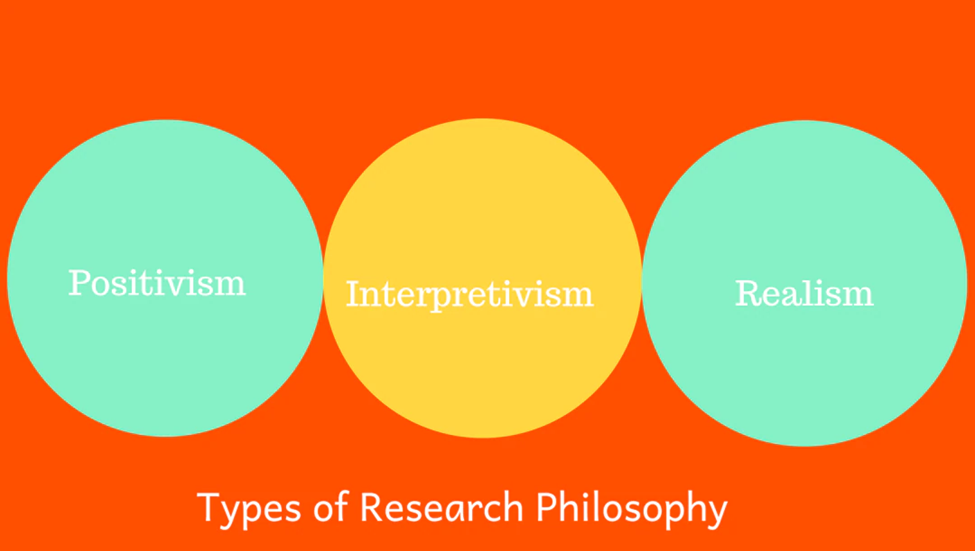 Positivism
Interpretivism
Realism
Types of Research Philosophy